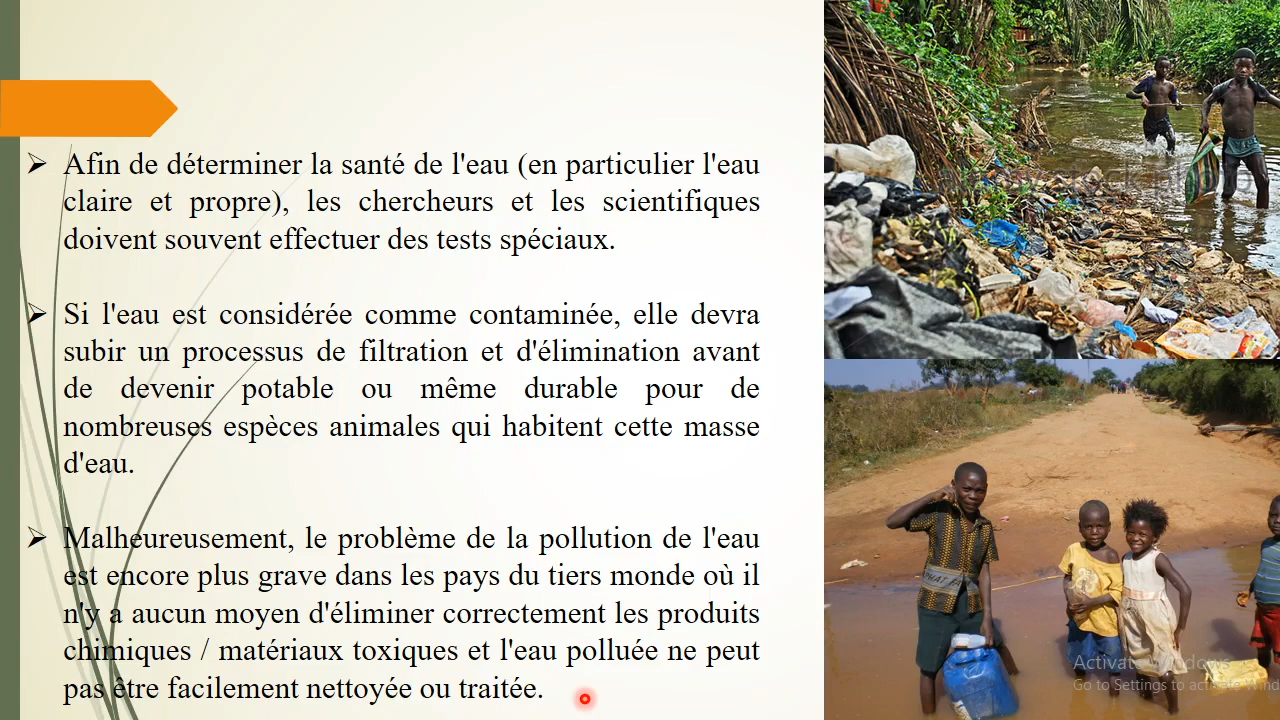 Afin de déterminer la santé de l'eau (en particulier l'eau
claire et propre), les chercheurs et les scientifiques
doivent souvent effectuer des tests spéciaux.
Si l'eau est considérée comme contaminée, elle devra
subir un processus de filtration et d'élimination avant
de devenir potable ou même durable pour de
nombreuses espèces animales qui habitent cette masse
d'eau.
Malheureusement, le problème de la pollution de l'eau
est encore plus grave dans les pays du tiers monde où il
n'y a aucun moyen d'éliminer correctement les produits
chimiques / matériaux toxiques et l'eau polluée ne peut
pas être facilement nettoyée ou traitée.
Activate Windows
Go to Settings to activate Wind